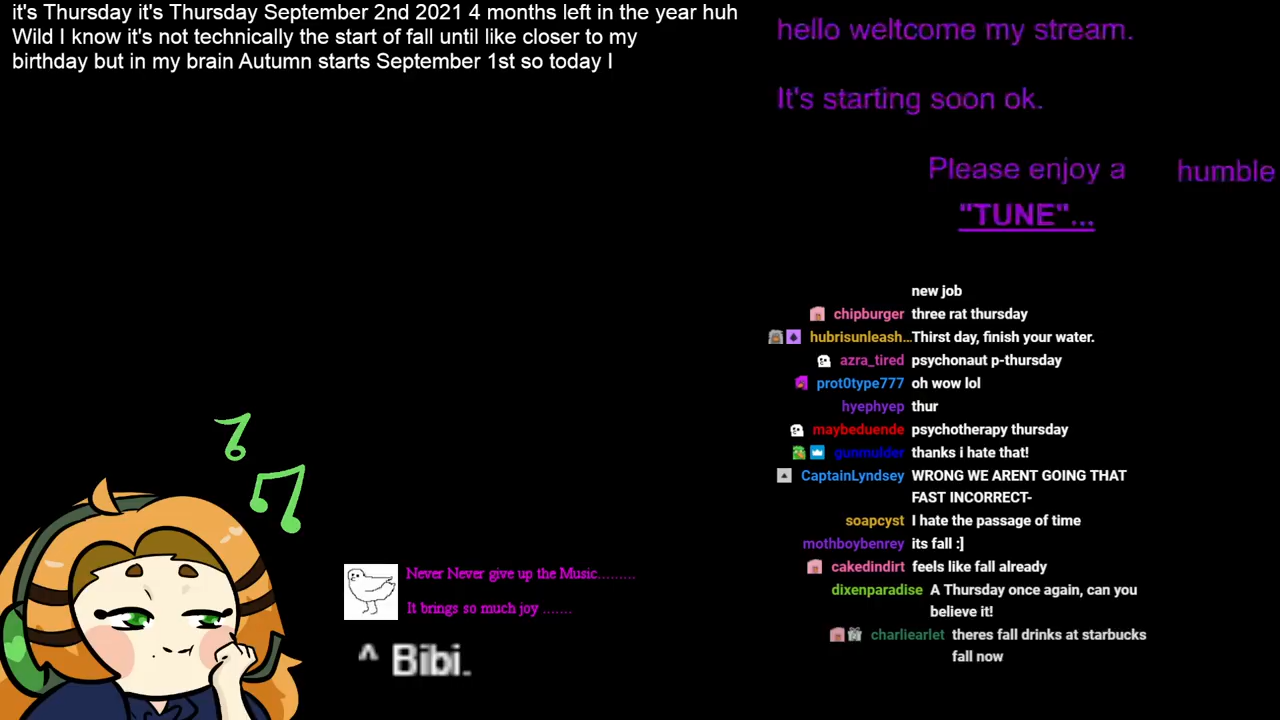 it's Thursday it's Thursday September 2nd 2021 4 months left in the year huh
Wild I know it's not technically the start of fall until like closer to my
birthday but in my brain Autumn starts September 1st so today I
hello weltcome my stream.
It's starting soon ok.
Please enjoy a humble
"TUNE"...
new job
chipburger three rat thursday
hubrisunleash... Thirst day, finish your water.
azra_tired psychonaut p-thursday
prot0type777 oh wow lol
hyephyep thur
maybeduende psychotherapy thursday
gunmulder thanks i hate that!
CaptainLyndsey WRONG WE ARENT GOING THAT
FAST INCORRECT-
soapcyst I hate the passage of time
mothboybenrey its fall :]
cakedindirt feels like fall already
dixenparadise A Thursday once again, can you
believe it!
charliearlet theres fall drinks at starbucks
fall now
Never Never give up the Music.........
It brings so much joy .......
^ Bibi.